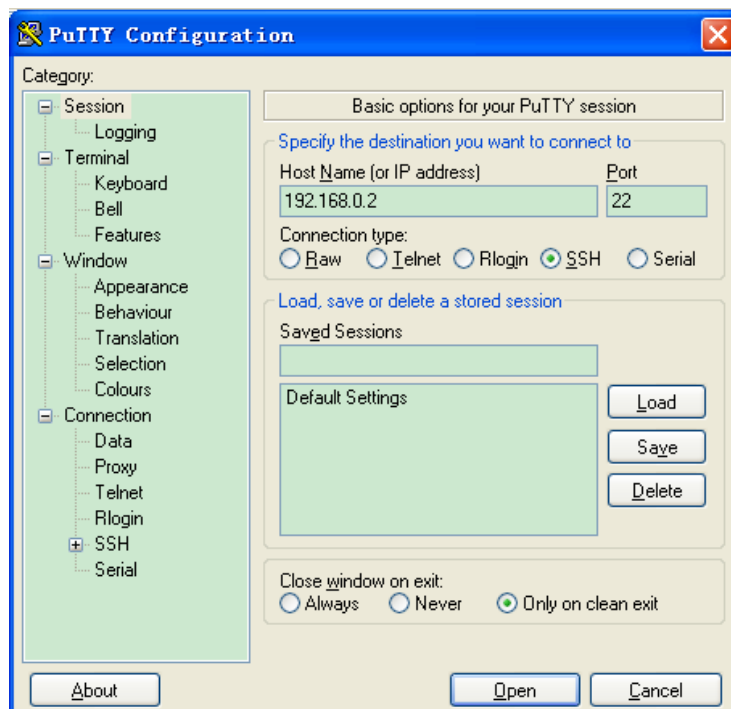 PuTTY Configuration
Category:
Session
Logging
Terminal
Keyboard
Bell
Features
Window
Appearance
Behaviour
Translation
Selection
Colours
Connection
Data
Proxy
Telnet
Rlogin
SSH
Serial
Basic options for your PuTTY session
Specify the destination you want to connect to
Host Name (or IP address) Port
192.168.0.2 22
Connection type:
Raw Telnet Rlogin SSH Serial
Load, save or delete a stored session
Saved Sessions
Default Settings
Load
Save
Delete
Close window on exit:
Always Never Only on clean exit
About Open Cancel